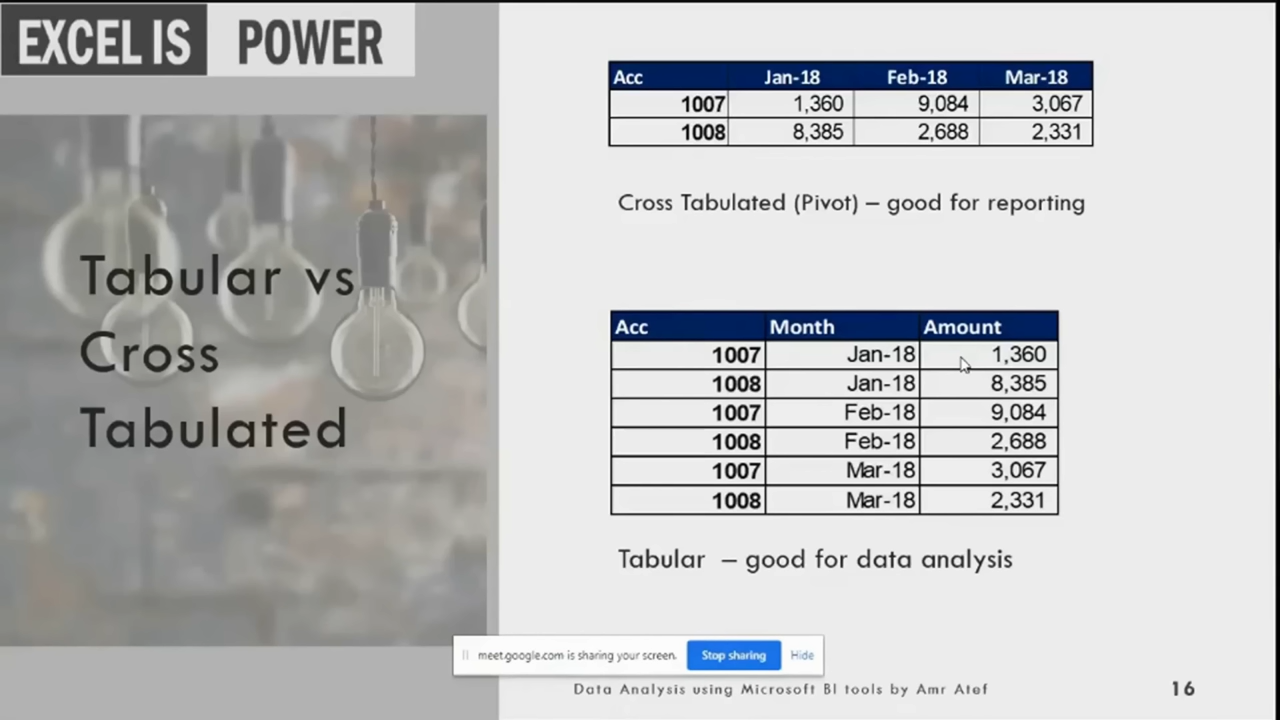 EXCEL IS POWER
Tabular vs
Cross
Tabulated
Acc Jan-18 Feb-18 Mar-18
1007 1,360 9,084 3,067
1008 8,385 2,688 2,331
Cross Tabulated (Pivot) – good for reporting
Acc Month Amount
1007 Jan-18 1,360
1008 Jan-18 8,385
1007 Feb-18 9,084
1008 Feb-18 2,688
1007 Mar-18 3,067
1008 Mar-18 2,331
Tabular – good for data analysis
meet.google.com is sharing your screen. Stop sharing Hide
Data Analysis using Microsoft BI tools by Amr Atef 16